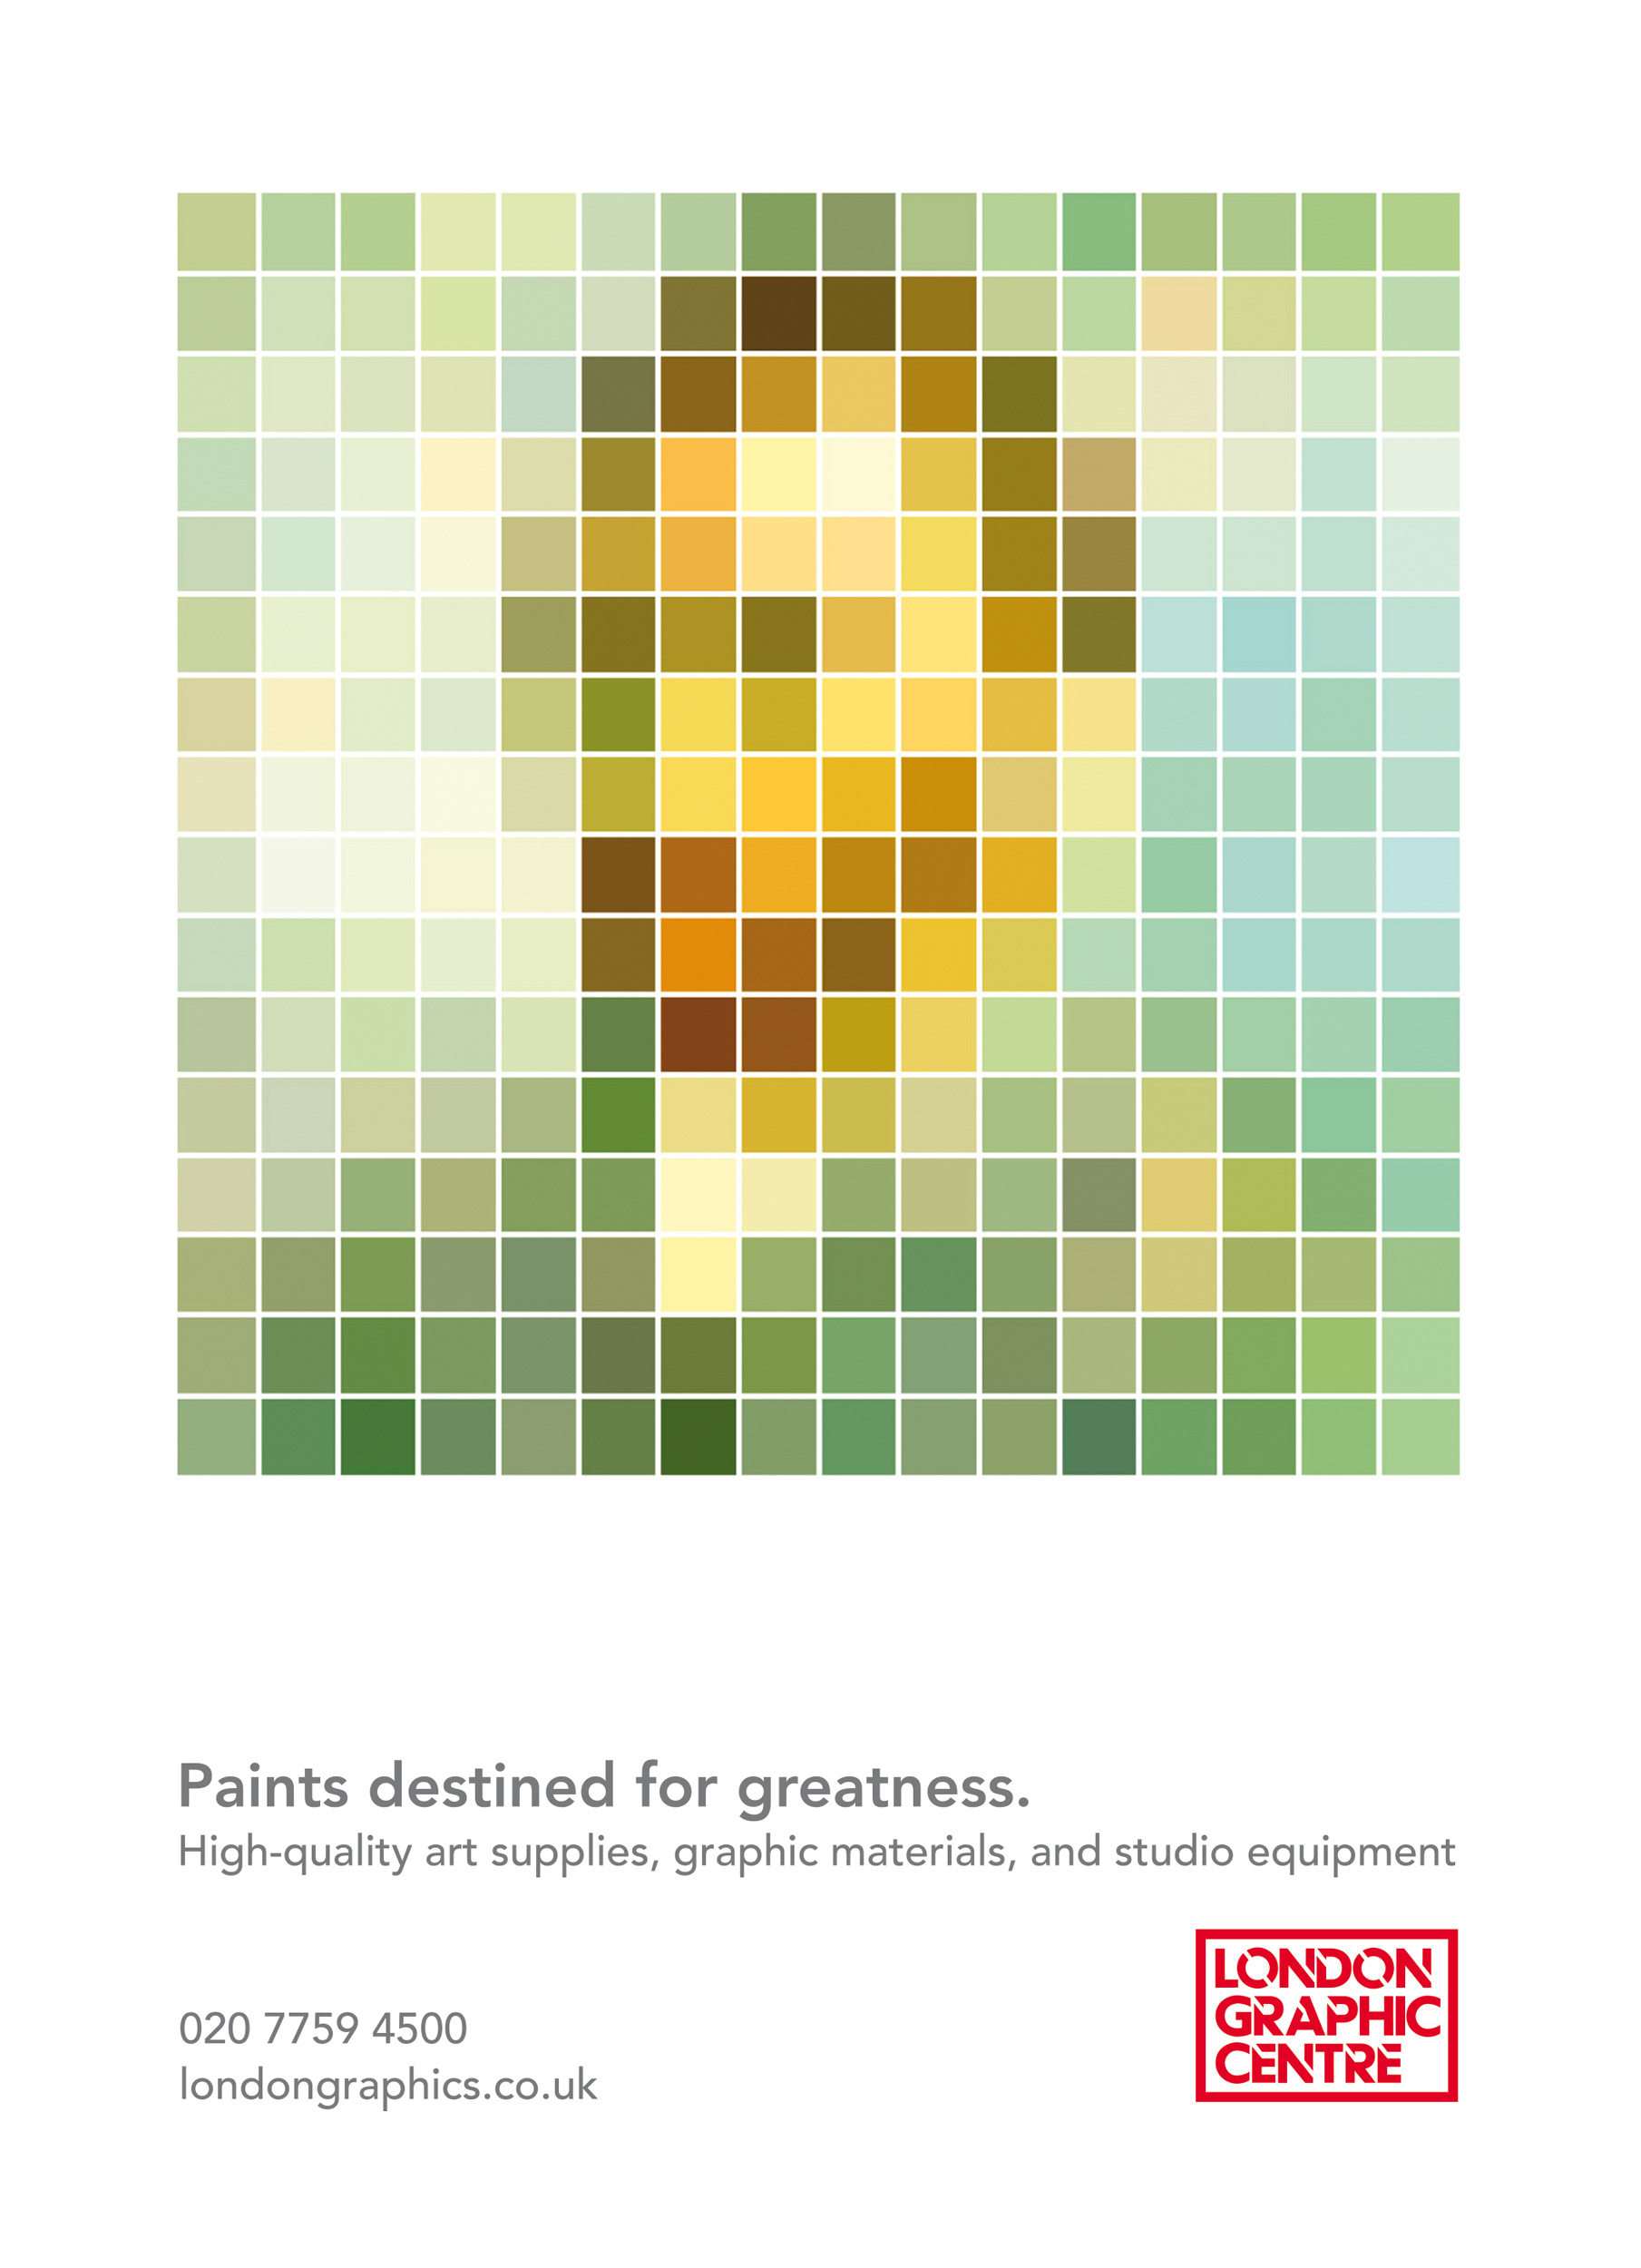 Paints destined for greatness.
High-quality art supplies, graphic materials, and studio equipment
020 7759 4500
londongraphics.co.uk
LONDON
GRAPHIC
CENTRE